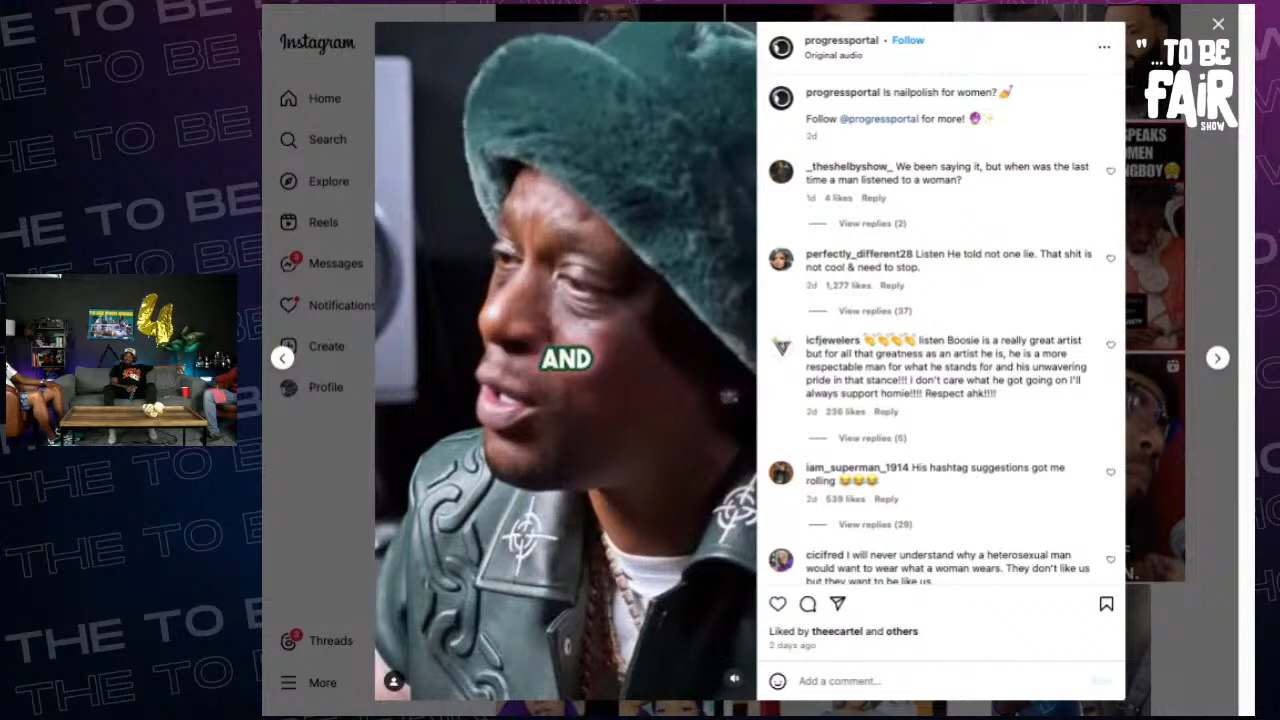 THE TO BE
HE TO BE
THE TO BE
THE TO BE
THE TO BE
THE TO BE
Instagram
Home
Search
Explore
Reels
3
Messages
Notifications
Create
Profile
3
Threads
More
4
AND
progressportal • Follow
Original audio
progressportal Is nailpolish for women? 💅
Follow @progressportal for more! 🔮✨
2d
_theshelbyshow_ We been saying it, but when was the last
time a man listened to a woman?
1d 4 likes Reply
View replies (2)
perfectly_different28 Listen He told not one lie. That shit is
not cool & need to stop.
2d 1,277 likes Reply
View replies (37)
icfjewelers 👏👏👏👏 listen Boosie is a really great artist
but for all that greatness as an artist he is, he is a more
respectable man for what he stands for and his unwavering
pride in that stance!!! I don't care what he got going on I'll
always support homie!!!! Respect ahk!!!!
2d 236 likes Reply
View replies (5)
iam_superman_1914 His hashtag suggestions got me
rolling 😂😂😂
2d 539 likes Reply
View replies (29)
cicifred I will never understand why a heterosexual man
would want to wear what a woman wears. They don't like us
but they want to be like us.
Liked by theecartel and others
2 days ago
Add a comment...
"...TO BE
FAIR
SHOW
SPEAKS